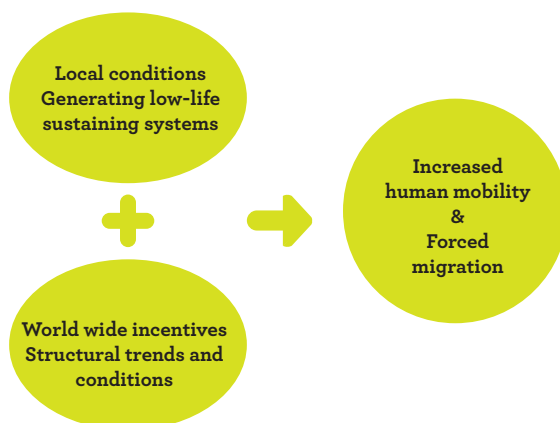 Local conditions
Generating low-life
sustaining systems
World wide incentives
Structural trends and
conditions
Increased
human mobility
&
Forced
migration